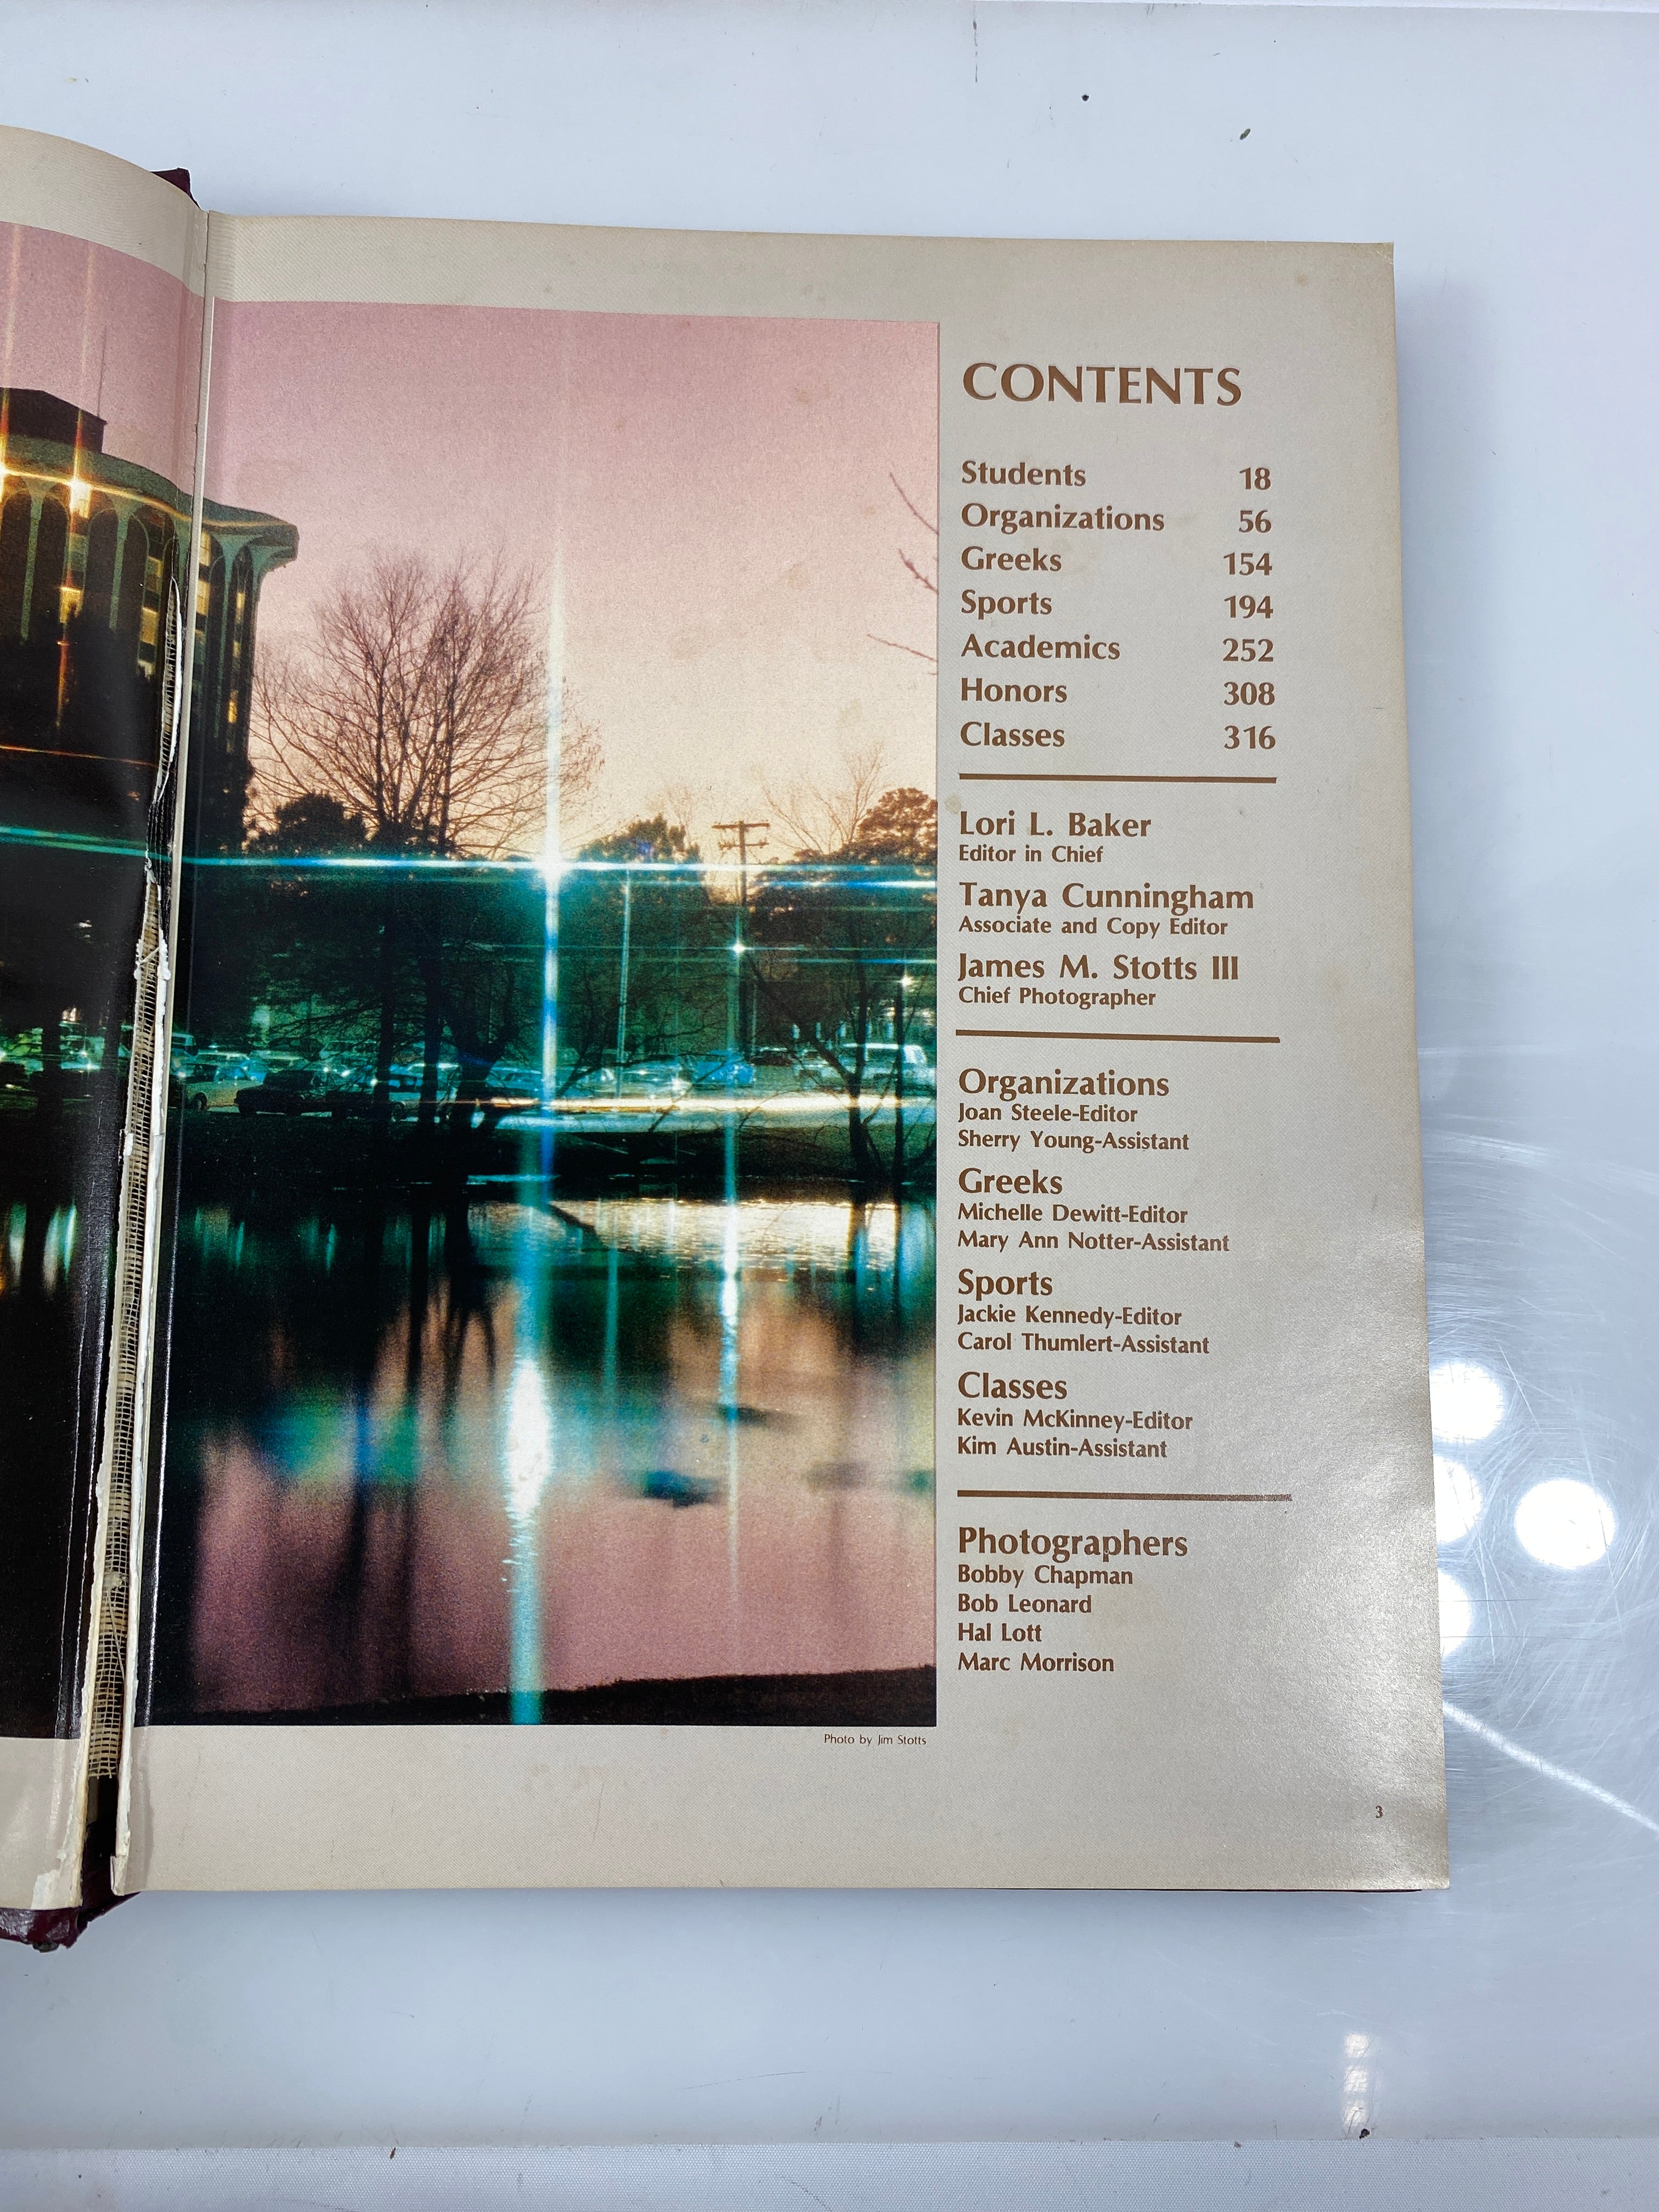 CONTENTS
Students 18
Organizations 56
Greeks 154
Sports 194
Academics 252
Honors 308
Classes 316
Lori L. Baker
Editor in Chief
Tanya Cunningham
Associate and Copy Editor
James M. Stotts III
Chief Photographer
Organizations
Joan Steele-Editor
Sherry Young-Assistant
Greeks
Michelle Dewitt-Editor
Mary Ann Notter-Assistant
Sports
Jackie Kennedy-Editor
Carol Thumlert-Assistant
Classes
Kevin McKinney-Editor
Kim Austin-Assistant
Photographers
Bobby Chapman
Bob Leonard
Hal Lott
Marc Morrison
Photo by Jim Stotts
3